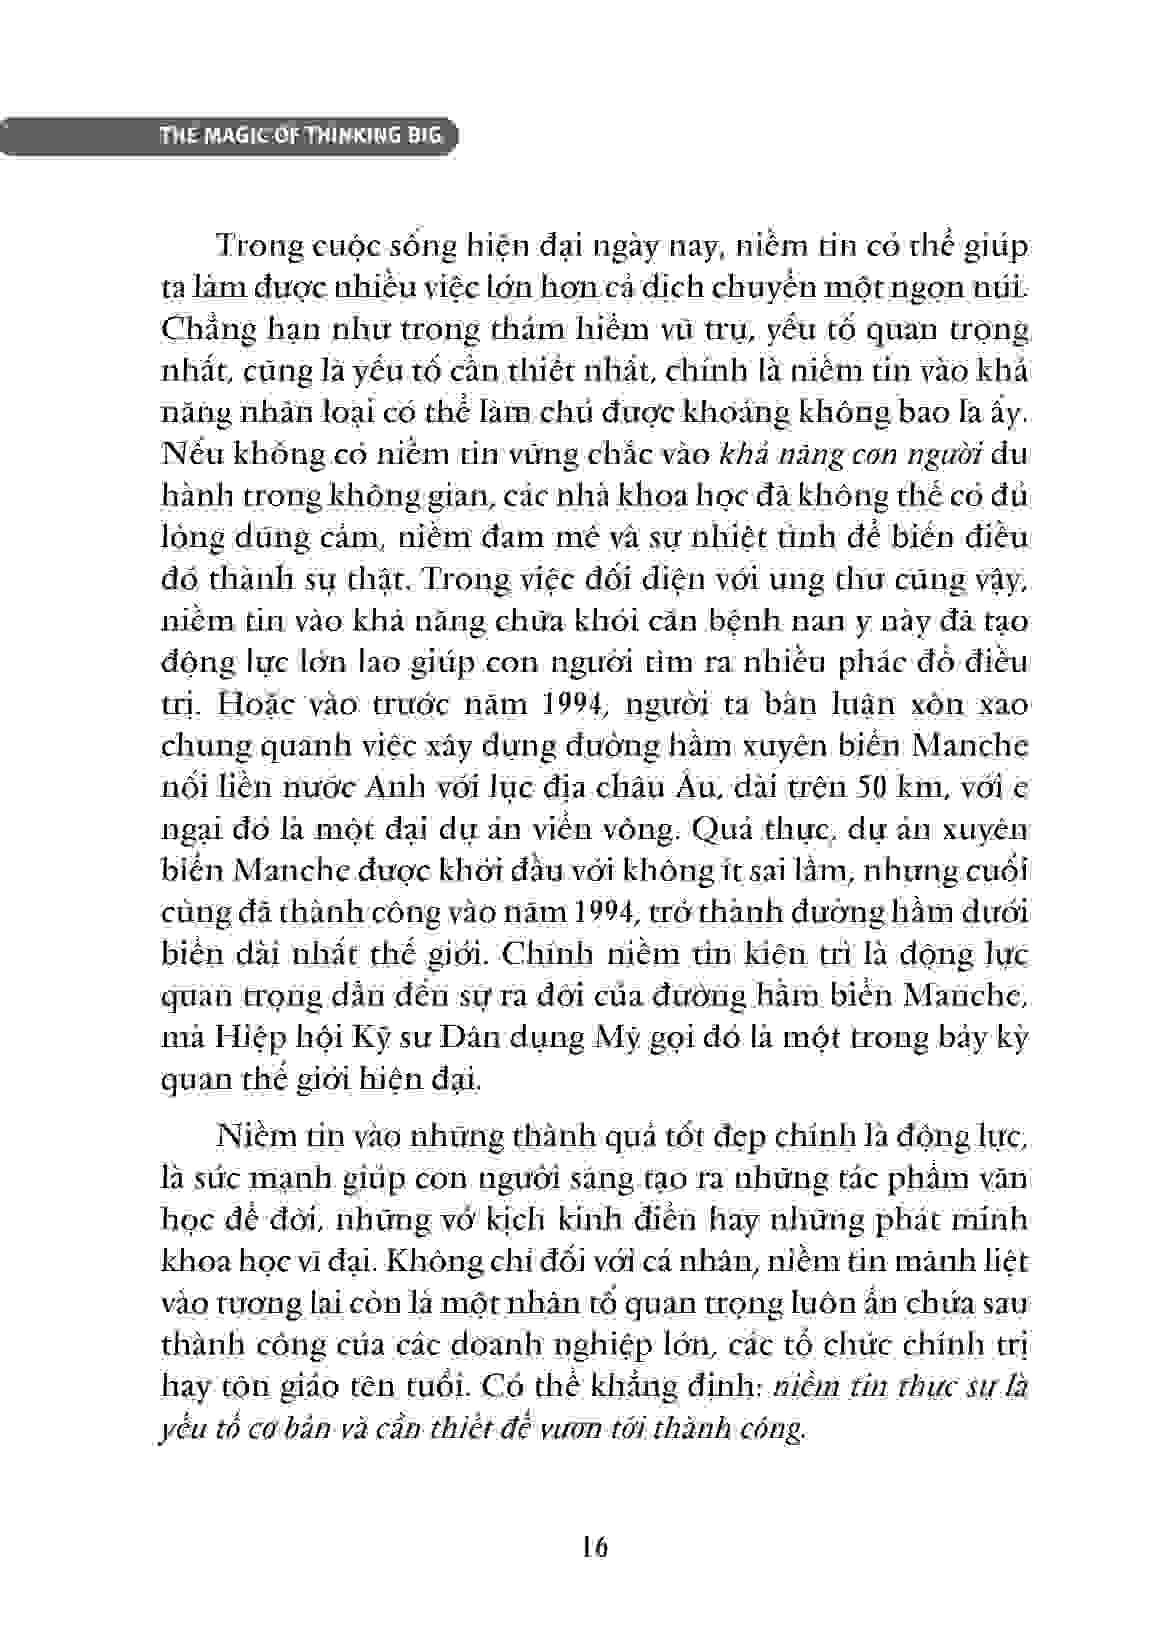 THE MAGIC OF THINKING BIG
Trong cuộc sống hiện đại ngày nay, niềm tin có thể giúp
ta làm được nhiều việc lớn hơn cả dịch chuyển một ngọn núi.
Chẳng hạn như trong thám hiểm vũ trụ, yếu tố quan trọng
nhất, cũng là yếu tố cần thiết nhất, chính là niềm tin vào khả
năng nhân loại có thể làm chủ được khoảng không bao la ấy.
Nếu không có niềm tin vững chắc vào khả năng con người du
hành trong không gian, các nhà khoa học đã không thể có đủ
lòng dũng cảm, niềm đam mê và sự nhiệt tình để biến điều
đó thành sự thật. Trong việc đối diện với ung thư cũng vậy,
niềm tin vào khả năng chữa khỏi căn bệnh nan y này đã tạo
động lực lớn lao giúp con người tìm ra nhiều phác đồ điều
trị. Hoặc vào trước năm 1994, người ta bàn luận xôn xao
chung quanh việc xây dựng đường hầm xuyên biển Manche
nối liền nước Anh với lục địa châu Âu, dài trên 50 km, với e
ngại đó là một đại dự án viển vông. Quả thực, dự án xuyên
biển Manche được khởi đầu với không ít sai lầm, nhưng cuối
cùng đã thành công vào năm 1994, trở thành đường hầm dưới
biển dài nhất thế giới. Chính niềm tin kiên trì là động lực
quan trọng dẫn đến sự ra đời của đường hầm biển Manche,
mà Hiệp hội Kỹ sư Dân dụng Mỹ gọi đó là một trong bảy kỳ
quan thế giới hiện đại.
Niềm tin vào những thành quả tốt đẹp chính là động lực,
là sức mạnh giúp con người sáng tạo ra những tác phẩm văn
học để đời, những vở kịch kinh điển hay những phát minh
khoa học vĩ đại. Không chỉ đối với cá nhân, niềm tin mãnh liệt
vào tương lai còn là một nhân tố quan trọng luôn ẩn chứa sau
thành công của các doanh nghiệp lớn, các tổ chức chính trị
hay tôn giáo tên tuổi. Có thể khẳng định: niềm tin thực sự là
yếu tố cơ bản và cần thiết để vươn tới thành công.
16